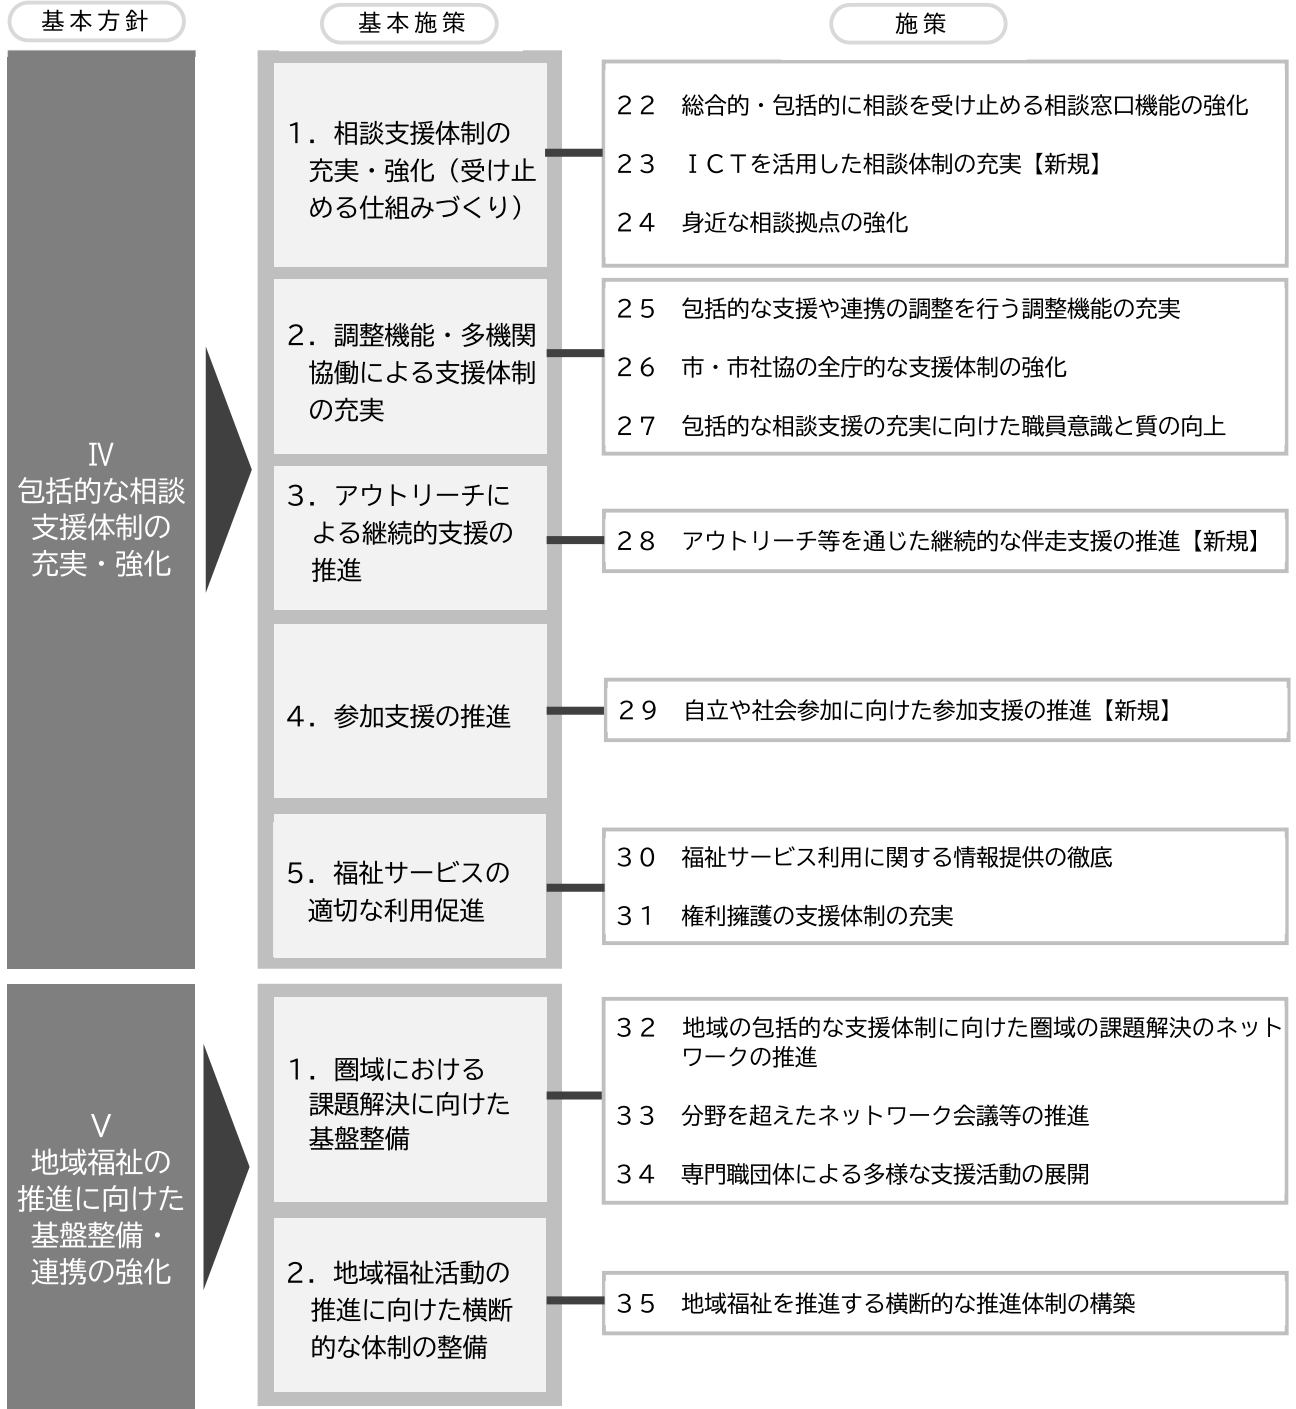 基本方針
基本施策
施策
Ⅳ
包括的な相談
支援体制の
充実・強化
１．相談支援体制の
充実・強化（受け止
める仕組みづくり）
２２　総合的・包括的に相談を受け止める相談窓口機能の強化
２３　ＩＣＴを活用した相談体制の充実【新規】
２４　身近な相談拠点の強化
２．調整機能・多機関
協働による支援体制
の充実
２５　包括的な支援や連携の調整を行う調整機能の充実
２６　市・市社協の全庁的な支援体制の強化
２７　包括的な相談支援の充実に向けた職員意識と質の向上
３．アウトリーチに
よる継続的支援の
推進
２８　アウトリーチ等を通じた継続的な伴走支援の推進【新規】
４．参加支援の推進
２９　自立や社会参加に向けた参加支援の推進【新規】
５．福祉サービスの
適切な利用促進
３０　福祉サービス利用に関する情報提供の徹底
３１　権利擁護の支援体制の充実
Ⅴ
地域福祉の
推進に向けた
基盤整備・
連携の強化
１．圏域における
課題解決に向けた
基盤整備
３２　地域の包括的な支援体制に向けた圏域の課題解決のネット
ワークの推進
３３　分野を超えたネットワーク会議等の推進
３４　専門職団体による多様な支援活動の展開
２．地域福祉活動の
推進に向けた横断
的な体制の整備
３５　地域福祉を推進する横断的な推進体制の構築